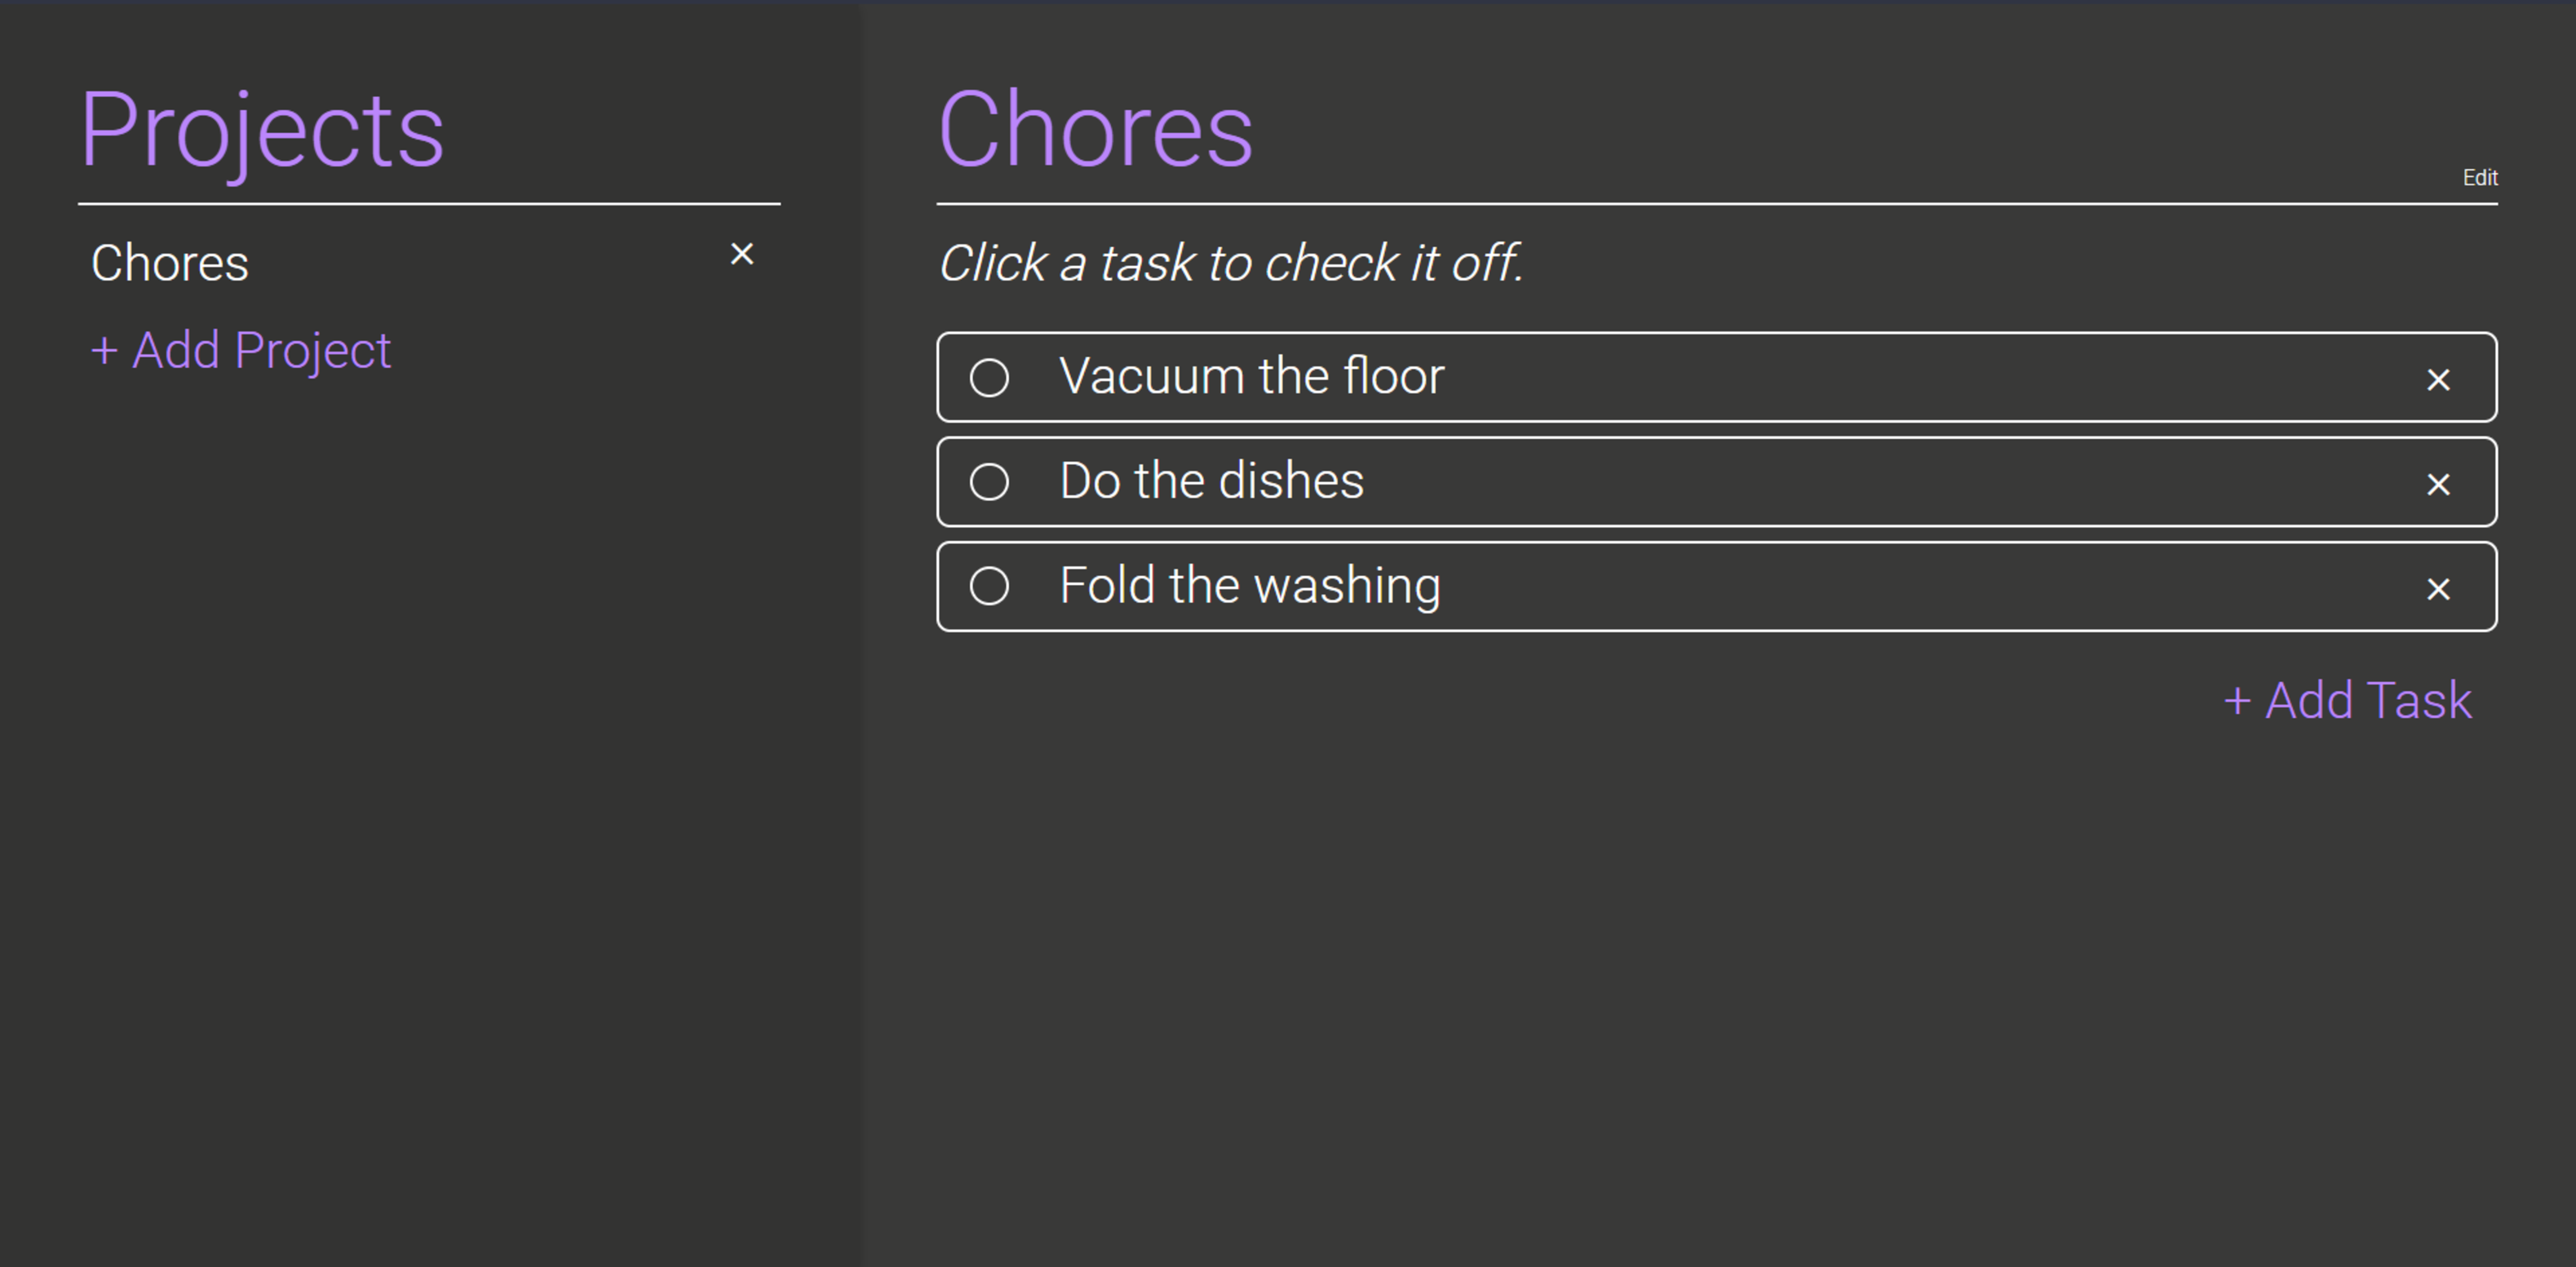 Projects
Chores
+ Add Project
Chores
Edit
Click a task to check it off.
Vacuum the floor
Do the dishes
Fold the washing
+ Add Task